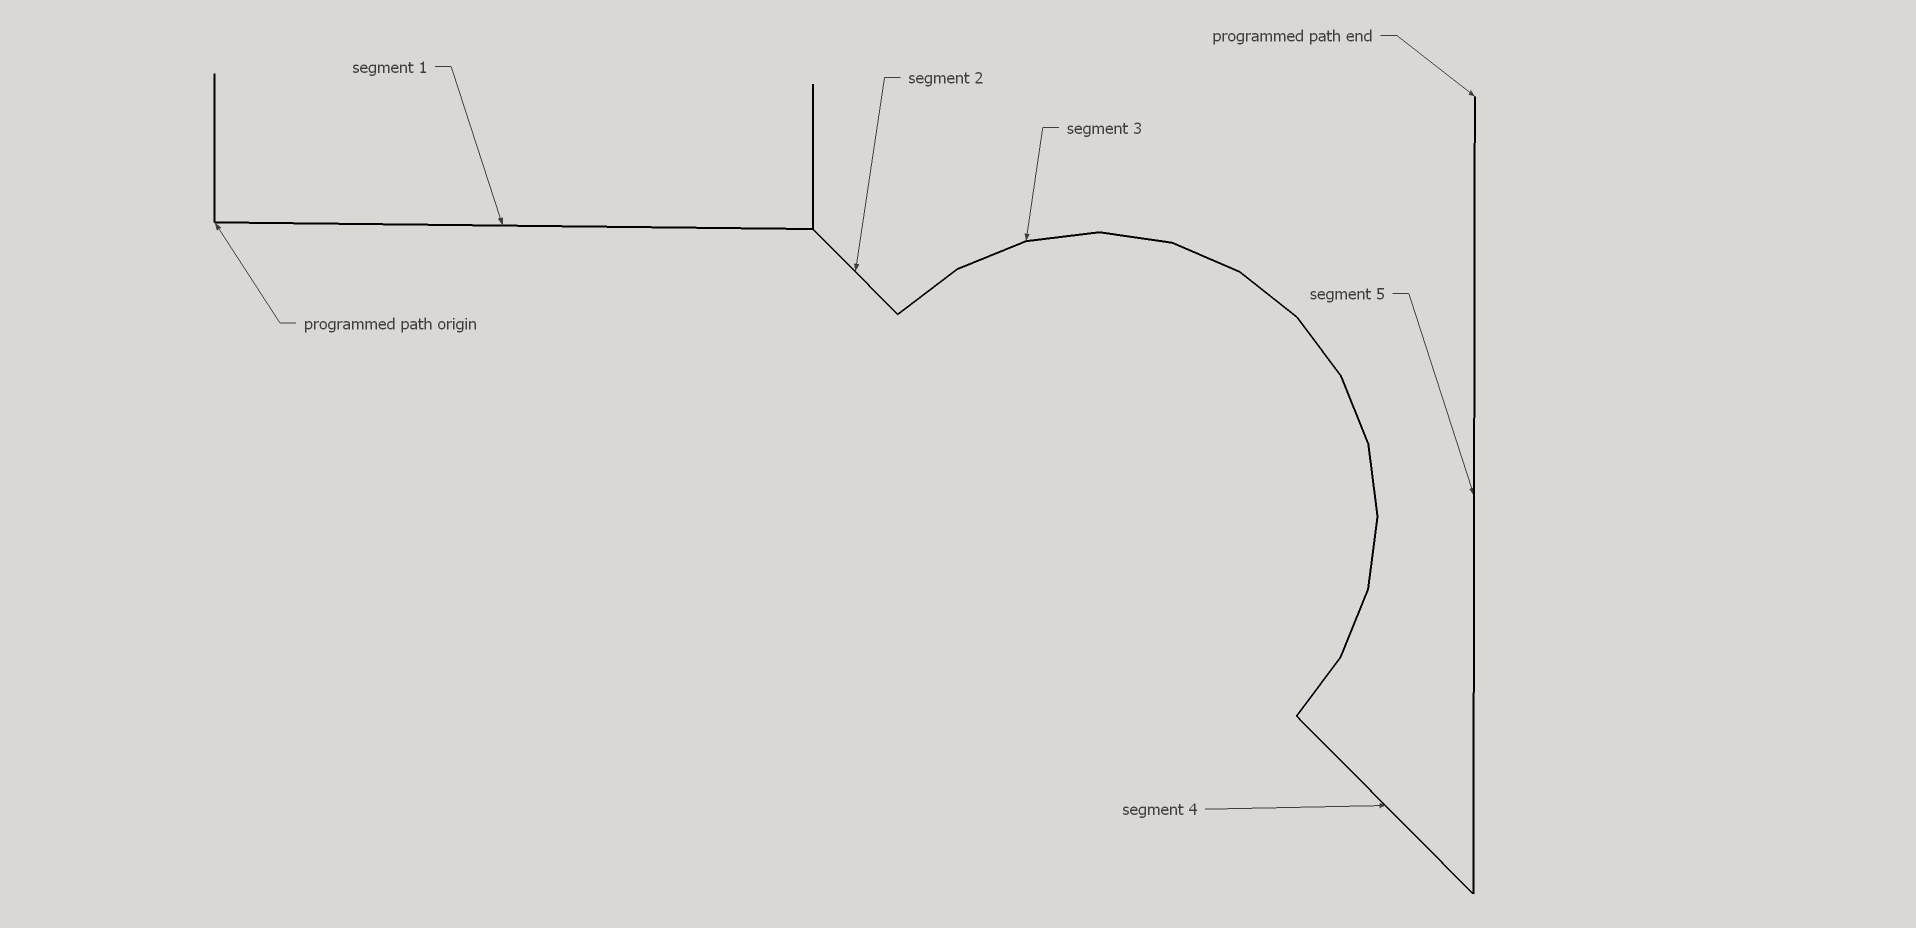 programmed path end
segment 1
segment 2
segment 3
segment 5
programmed path origin
segment 4